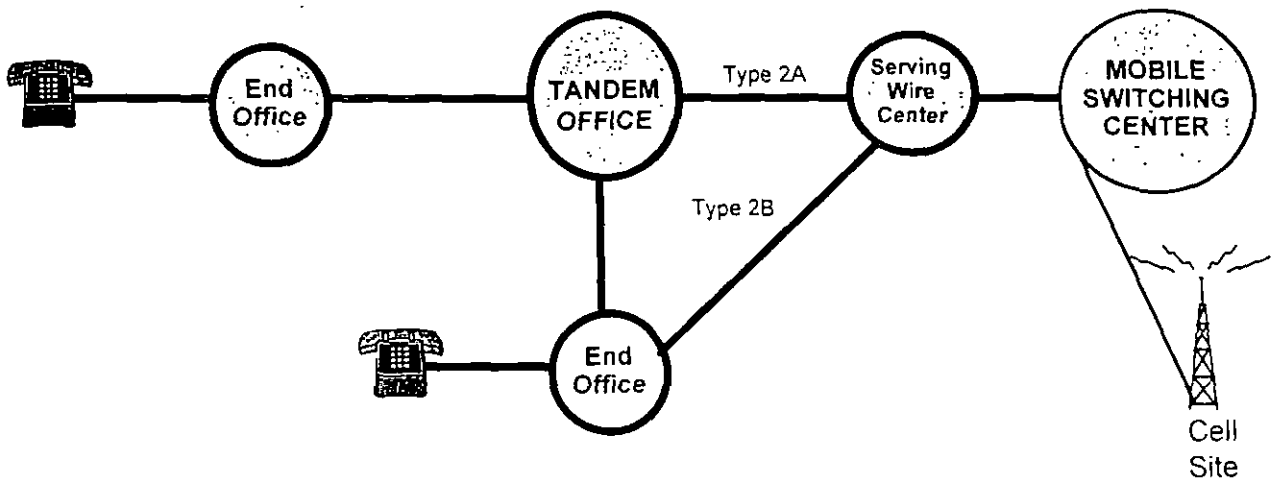 End
Office
TANDEM
OFFICE
Type 2A
Serving
Wire
Center
MOBILE
SWITCHING
CENTER
Type 2B
End
Office
Cell
Site